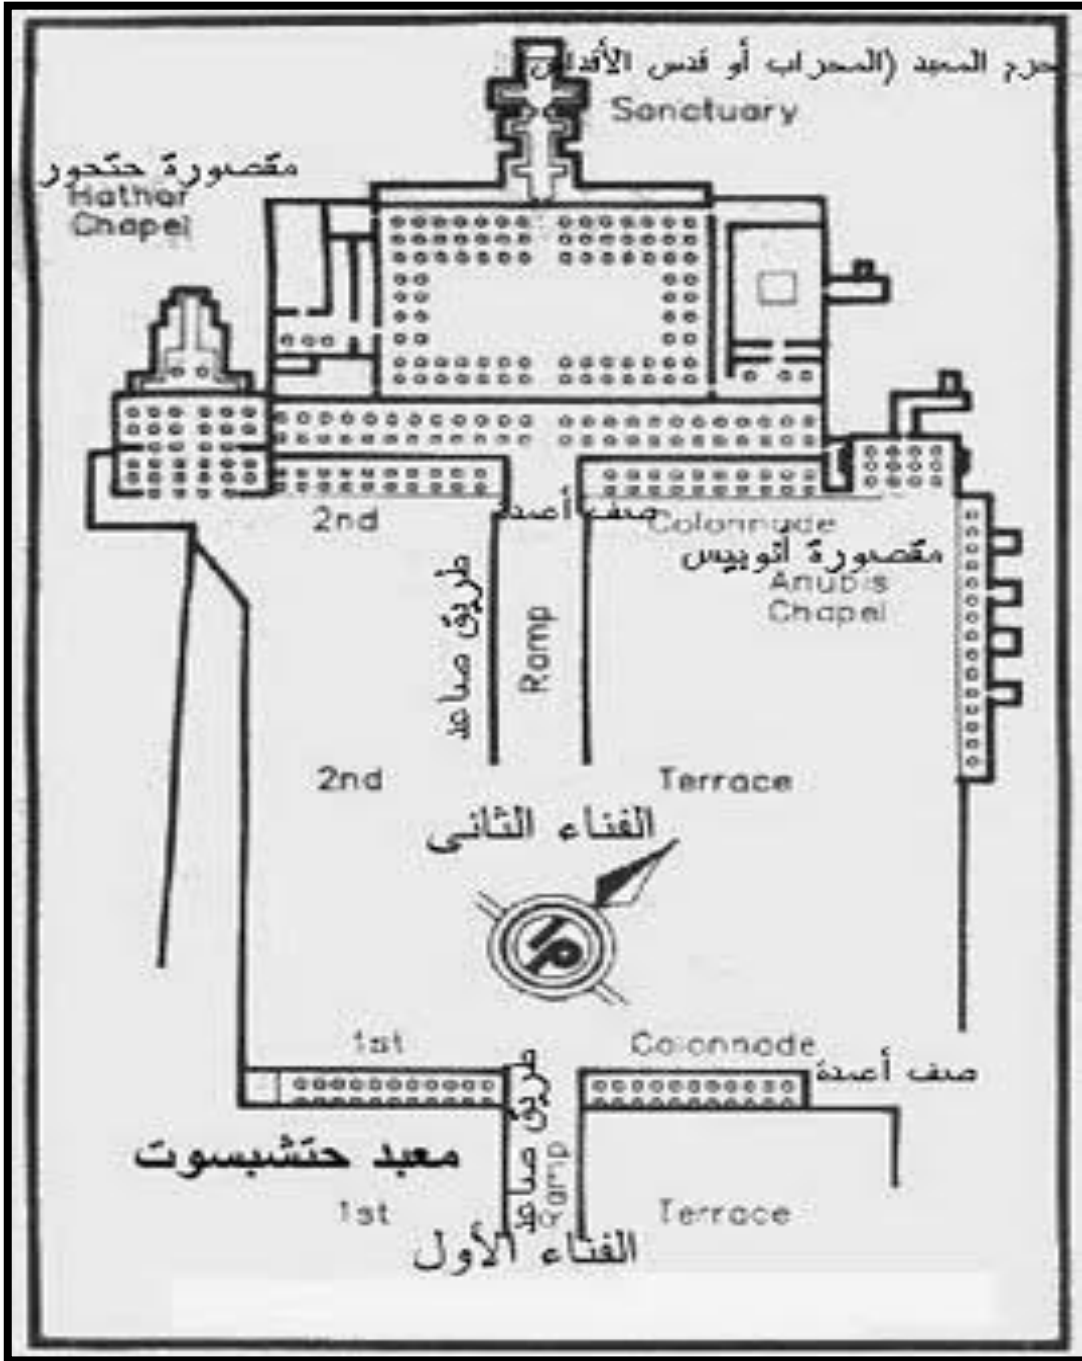 حرم المعبد (المحراب أو قدس الأقداس)
Sanctuary
مقصورة حتحور
Hathor
Chapel
2nd
صف أعمدة
Colonnade
مقصورة أنوبيس
Anubis
Chapel
طريق صاعد
Ramp
2nd
Terrace
الفناء الثانى
1st
Colonnade
صف أعمدة
طريق صاعد
Ramp
معبد حتشبسوت
1st
Terrace
الفناء الأول